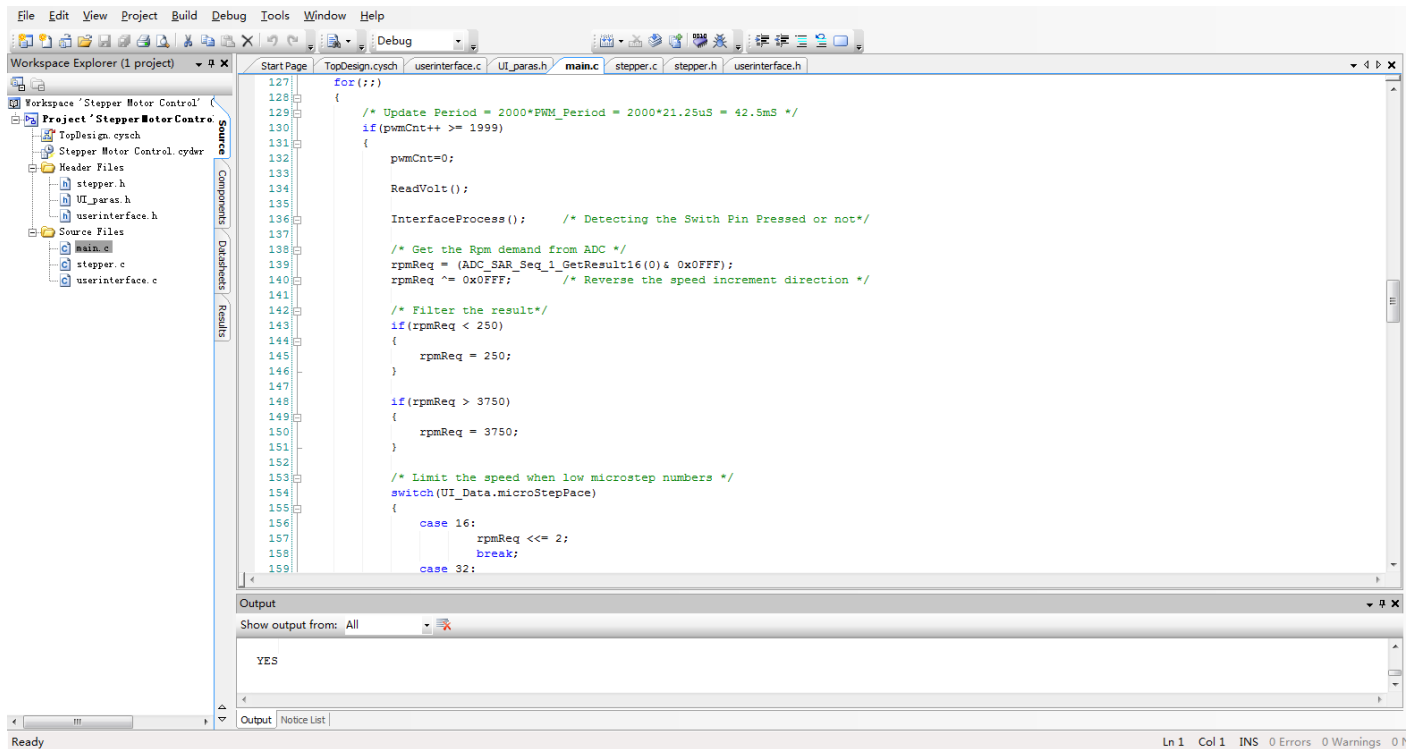 File Edit View Project Build Debug Tools Window Help
Debug
Workspace Explorer (1 project)
Workspace 'Stepper Motor Control' (
Project 'StepperMotorContro
TopDesign.cysch
Stepper Motor Control.cydwr
Header Files
stepper.h
UI_paras.h
userinterface.h
Source Files
main.c
stepper.c
userinterface.c
Source
Components
Datasheets
Results
Start Page TopDesign.cysch userinterface.c UI_paras.h main.c stepper.c stepper.h userinterface.h
127 for(;;)
128 {
129 /* Update Period = 2000*PWM_Period = 2000*21.25uS = 42.5mS */
130 if(pwmCnt++ >= 1999)
131 {
132 pwmCnt=0;
133
134 ReadVolt();
135
136 InterfaceProcess(); /* Detecting the Swith Pin Pressed or not*/
137
138 /* Get the Rpm demand from ADC */
139 rpmReq = (ADC_SAR_Seq_1_GetResult16(0)& 0x0FFF);
140 rpmReq ^= 0x0FFF; /* Reverse the speed increment direction */
141
142 /* Filter the result*/
143 if(rpmReq < 250)
144 {
145 rpmReq = 250;
146 }
147
148 if(rpmReq > 3750)
149 {
150 rpmReq = 3750;
151 }
152
153 /* Limit the speed when low microstep numbers */
154 switch(UI_Data.microStepPace)
155 {
156 case 16:
157 rpmReq <<= 2;
158 break;
159 case 32:
Output
Show output from: All
YES
Output Notice List
Ready
Ln 1 Col 1 INS 0 Errors 0 Warnings 0 N